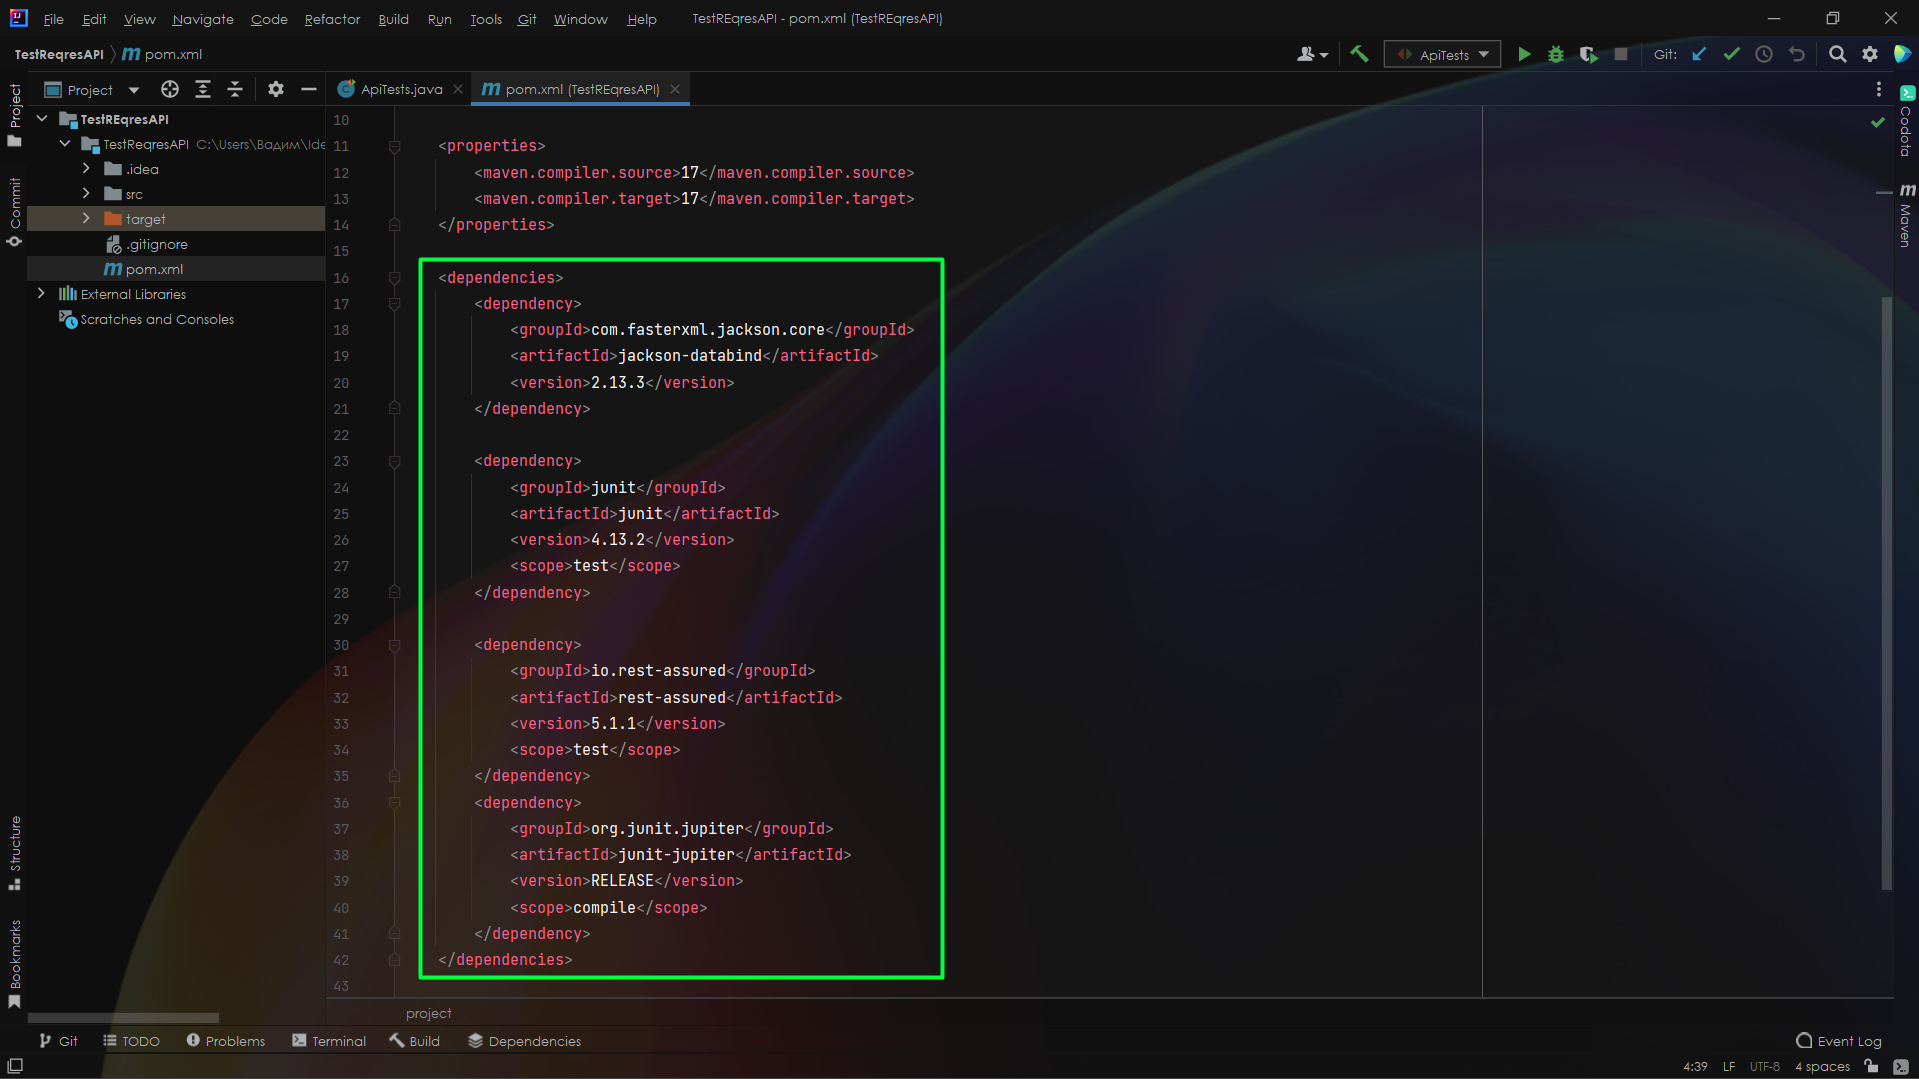 File Edit View Navigate Code Refactor Build Run Tools Git Window Help TestREqresAPI - pom.xml (TestREqresAPI)
TestReqresAPI pom.xml ApiTests Git:
Project ApiTests.java pom.xml (TestREqresAPI)
Project
Commit
Structure
Bookmarks
TestREqresAPI
TestReqresAPI C:\Users\Вадим\Ide
.idea
src
target
.gitignore
pom.xml
External Libraries
Scratches and Consoles
10
11 <properties>
12 <maven.compiler.source>17</maven.compiler.source>
13 <maven.compiler.target>17</maven.compiler.target>
14 </properties>
15
16 <dependencies>
17 <dependency>
18 <groupId>com.fasterxml.jackson.core</groupId>
19 <artifactId>jackson-databind</artifactId>
20 <version>2.13.3</version>
21 </dependency>
22
23 <dependency>
24 <groupId>junit</groupId>
25 <artifactId>junit</artifactId>
26 <version>4.13.2</version>
27 <scope>test</scope>
28 </dependency>
29
30 <dependency>
31 <groupId>io.rest-assured</groupId>
32 <artifactId>rest-assured</artifactId>
33 <version>5.1.1</version>
34 <scope>test</scope>
35 </dependency>
36 <dependency>
37 <groupId>org.junit.jupiter</groupId>
38 <artifactId>junit-jupiter</artifactId>
39 <version>RELEASE</version>
40 <scope>compile</scope>
41 </dependency>
42 </dependencies>
43
project
Codota
Maven
Git TODO Problems Terminal Build Dependencies Event Log
4:39 LF UTF-8 4 spaces